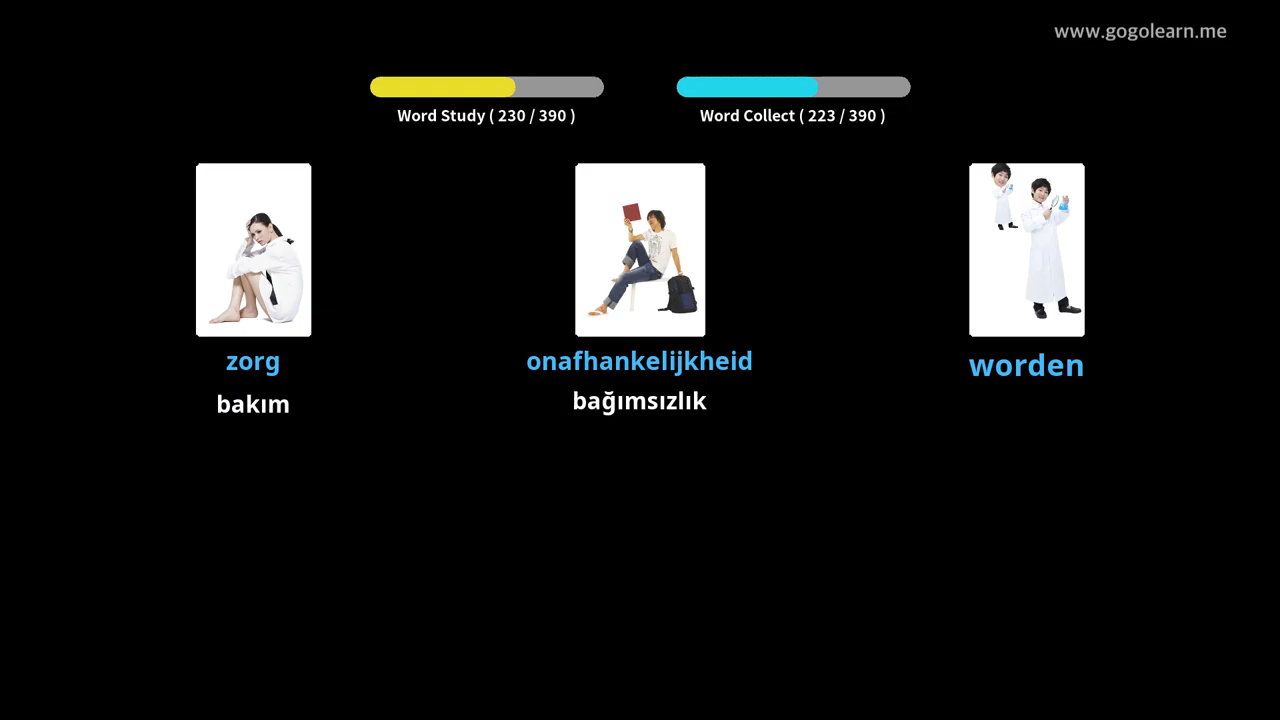 www.gogolearn.me
Word Study ( 230 / 390 )
Word Collect ( 223 / 390 )
zorg
onafhankelijkheid
worden
bakım
bağımsızlık